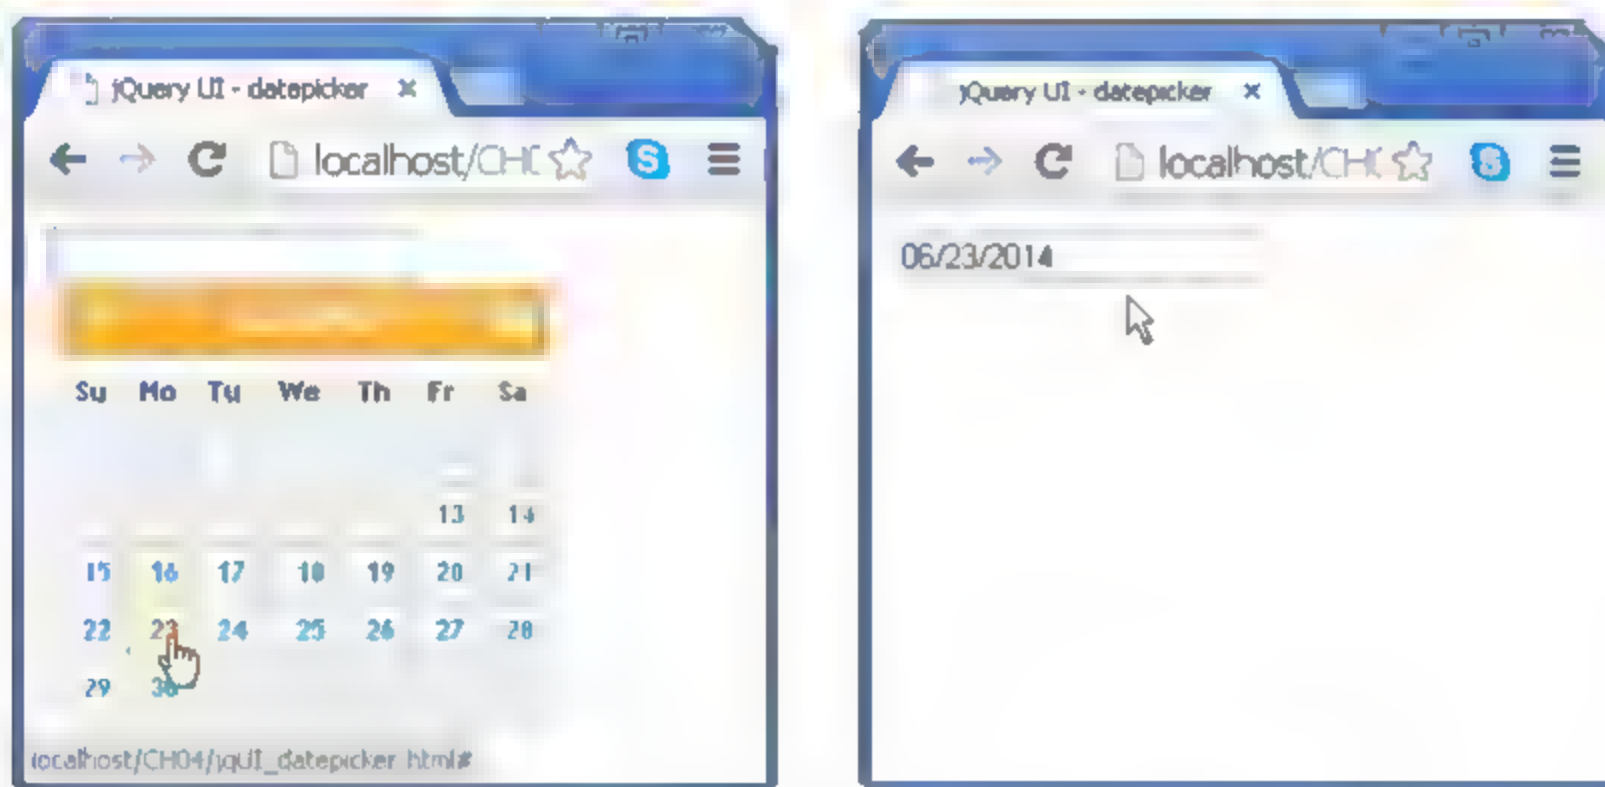 jQuery UI - datepicker
localhost/CH
Su Mo Tu We Th Fr Sa
13 14
15 16 17 18 19 20 21
22 23 24 25 26 27 28
29 30
localhost/CH04/jqUI_datepicker.html#
jQuery UI - datepicker
localhost/CH
06/23/2014